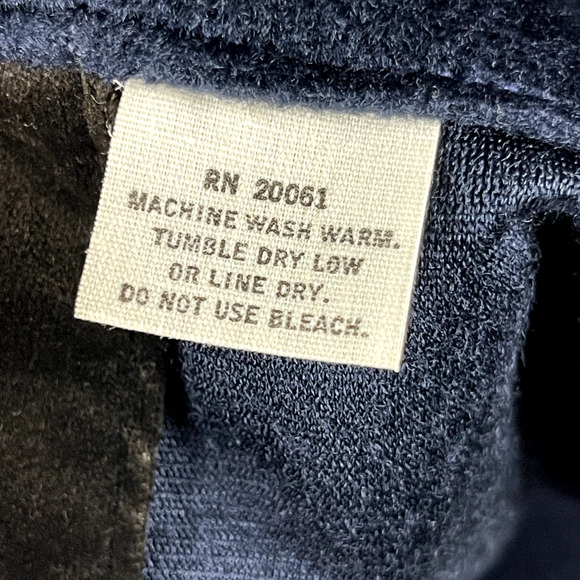 RN 20061
MACHINE WASH WARM.
TUMBLE DRY LOW
OR LINE DRY.
DO NOT USE BLEACH.